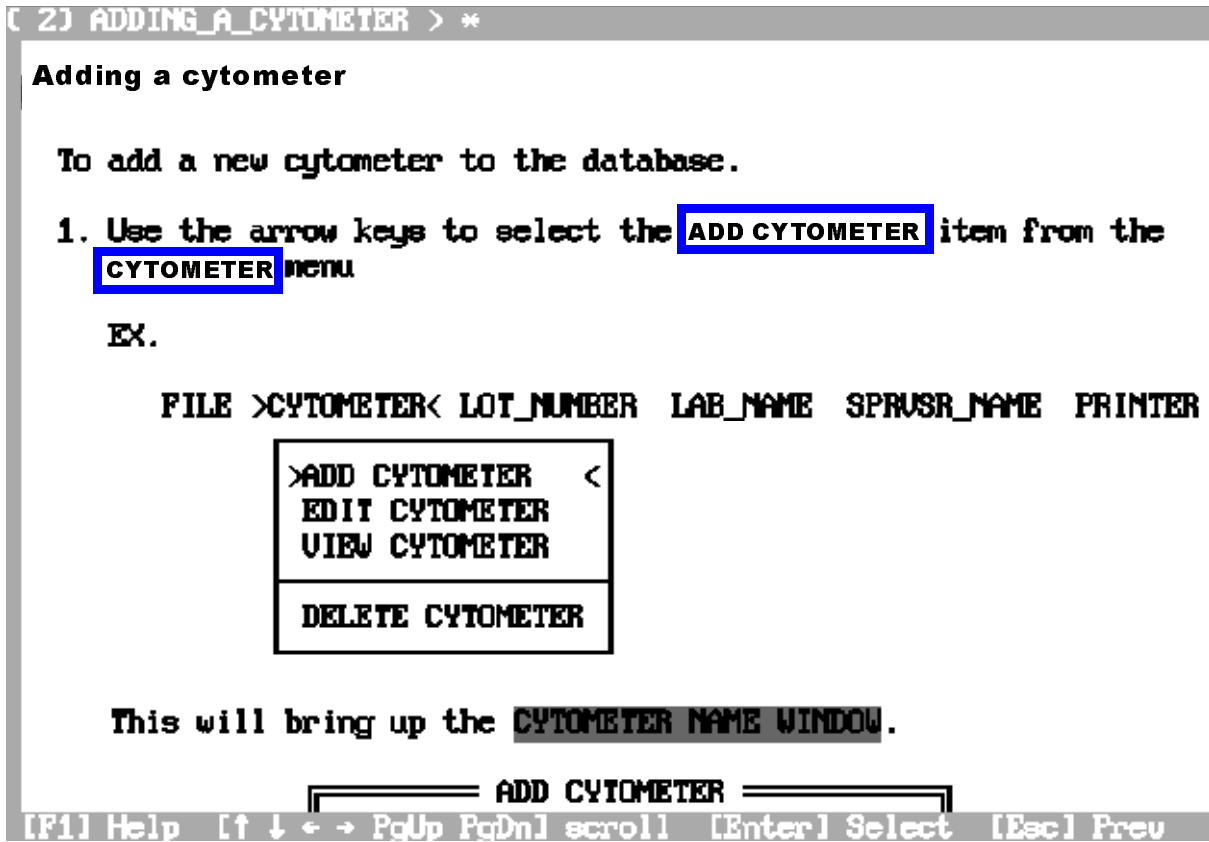 [ 2] ADDING_A_CYTOMETER > *
Adding a cytometer
To add a new cytometer to the database.
1. Use the arrow keys to select the ADD CYTOMETER item from the
CYTOMETER menu
EX.
FILE >CYTOMETER< LOT_NUMBER LAB_NAME SPRVSR_NAME PRINTER
>ADD CYTOMETER <
EDIT CYTOMETER
VIEW CYTOMETER
DELETE CYTOMETER
This will bring up the CYTOMETER NAME WINDOW.
ADD CYTOMETER
[F1] Help [↑ ↓ ← → PgUp PgDn] scroll [Enter] Select [Esc] Prev